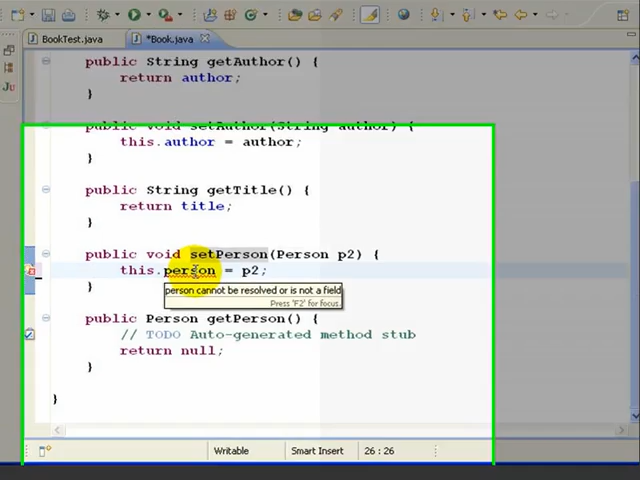 BookTest.java
*Book.java
public String getAuthor() {
return author;
}
public void setAuthor(String author) {
this.author = author;
}
public String getTitle() {
return title;
}
public void setPerson(Person p2) {
this.person = p2;
person cannot be resolved or is not a field
Press 'F2' for focus.
}
public Person getPerson() {
// TODO Auto-generated method stub
return null;
}
}
Writable
Smart Insert
26 : 26